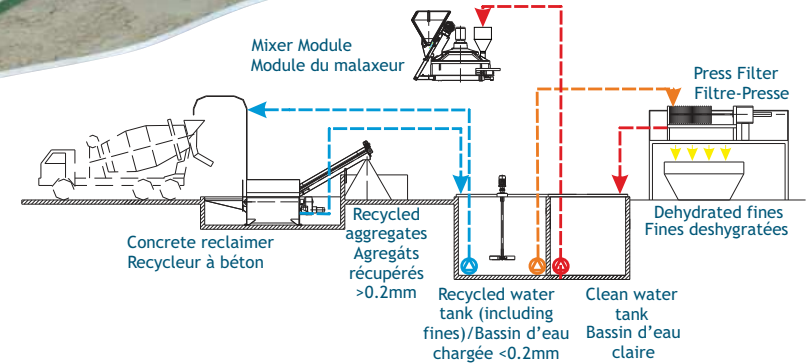 Mixer Module
Module du malaxeur
Press Filter
Filtre-Presse
Concrete reclaimer
Recycleur à béton
Recycled
aggregates
Agregáts
récupérés
>0.2mm
Recycled water
tank (including
fines)/Bassin d'eau
chargée <0.2mm
Clean water
tank
Bassin d'eau
claire
Dehydrated fines
Fines deshygratées